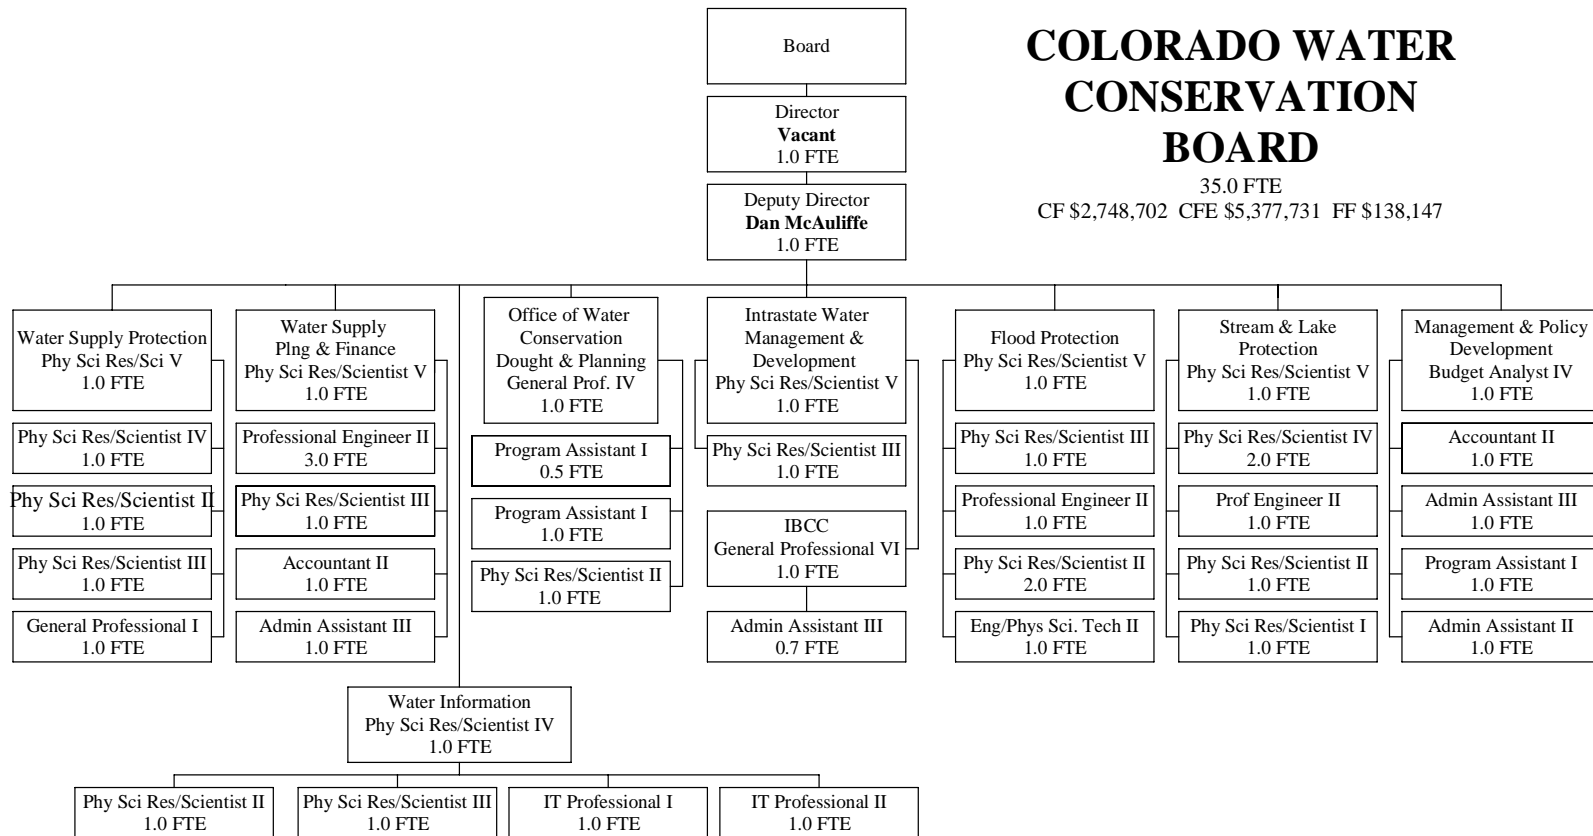 Board
COLORADO WATER
CONSERVATION
BOARD
35.0 FTE
CF $2,748,702 CFE $5,377,731 FF $138,147
Director
Vacant
1.0 FTE
Deputy Director
Dan McAuliffe
1.0 FTE
Water Supply Protection
Phy Sci Res/Sci V
1.0 FTE
Phy Sci Res/Scientist IV
1.0 FTE
Phy Sci Res/Scientist II
1.0 FTE
Phy Sci Res/Scientist III
1.0 FTE
General Professional I
1.0 FTE
Water Supply
Plng & Finance
Phy Sci Res/Scientist V
1.0 FTE
Professional Engineer II
3.0 FTE
Phy Sci Res/Scientist III
1.0 FTE
Accountant II
1.0 FTE
Admin Assistant III
1.0 FTE
Office of Water
Conservation
Dought & Planning
General Prof. IV
1.0 FTE
Program Assistant I
0.5 FTE
Program Assistant I
1.0 FTE
Phy Sci Res/Scientist II
1.0 FTE
Intrastate Water
Management &
Development
Phy Sci Res/Scientist V
1.0 FTE
Phy Sci Res/Scientist III
1.0 FTE
IBCC
General Professional VI
1.0 FTE
Admin Assistant III
0.7 FTE
Flood Protection
Phy Sci Res/Scientist V
1.0 FTE
Phy Sci Res/Scientist III
1.0 FTE
Professional Engineer II
1.0 FTE
Phy Sci Res/Scientist II
2.0 FTE
Eng/Phys Sci. Tech II
1.0 FTE
Stream & Lake
Protection
Phy Sci Res/Scientist V
1.0 FTE
Phy Sci Res/Scientist IV
2.0 FTE
Prof Engineer II
1.0 FTE
Phy Sci Res/Scientist II
1.0 FTE
Phy Sci Res/Scientist I
1.0 FTE
Management & Policy
Development
Budget Analyst IV
1.0 FTE
Accountant II
1.0 FTE
Admin Assistant III
1.0 FTE
Program Assistant I
1.0 FTE
Admin Assistant II
1.0 FTE
Water Information
Phy Sci Res/Scientist IV
1.0 FTE
Phy Sci Res/Scientist II
1.0 FTE
Phy Sci Res/Scientist III
1.0 FTE
IT Professional I
1.0 FTE
IT Professional II
1.0 FTE